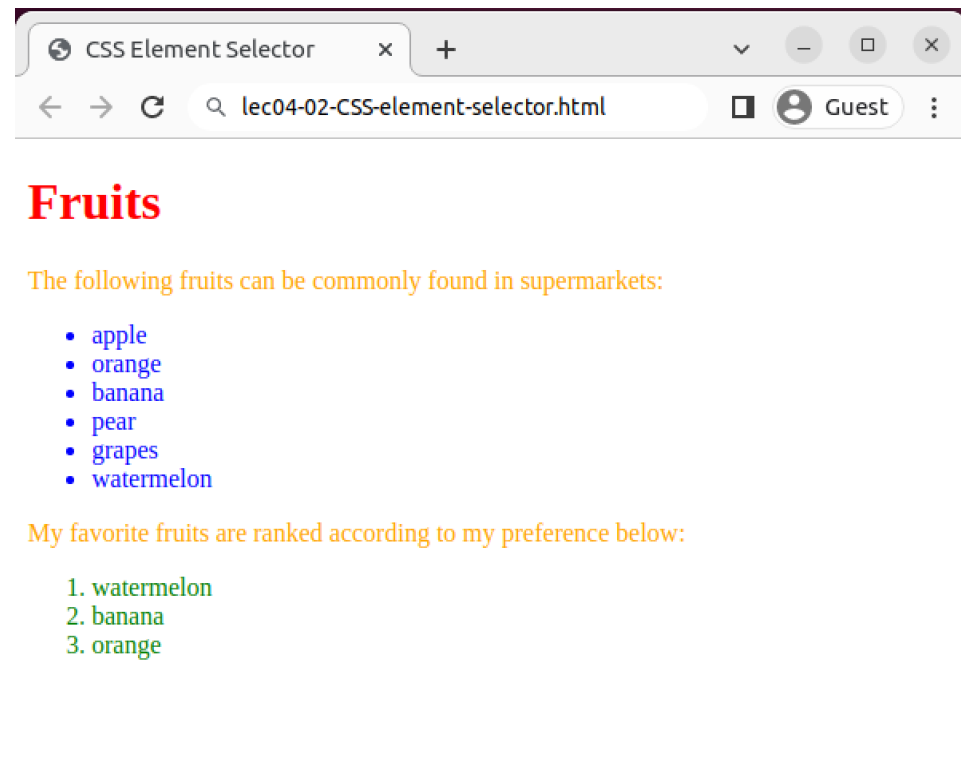 CSS Element Selector
lec04-02-CSS-element-selector.html
Guest
Fruits
The following fruits can be commonly found in supermarkets:
• apple
• orange
• banana
• pear
• grapes
• watermelon
My favorite fruits are ranked according to my preference below:
1. watermelon
2. banana
3. orange